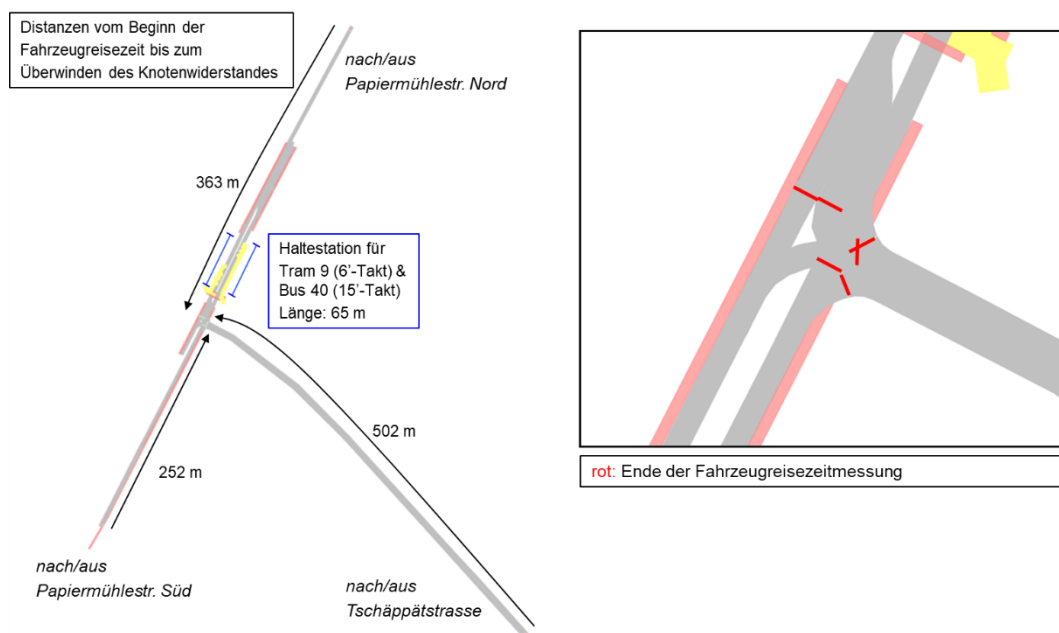 Distanzen vom Beginn der
Fahrzeugreisezeit bis zum
Überwinden des Knotenwiderstandes
nach/aus
Papiermühlestr. Nord
363 m
Haltestation für
Tram 9 (6'-Takt) &
Bus 40 (15'-Takt)
Länge: 65 m
502 m
252 m
nach/aus
Papiermühlestr. Süd
nach/aus
Tschäppätstrasse
rot: Ende der Fahrzeugreisezeitmessung